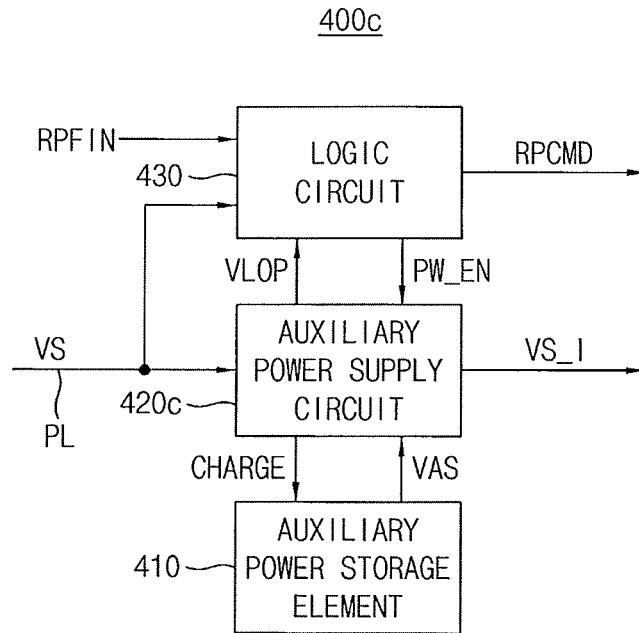 400c
RPFIN
430
LOGIC
CIRCUIT
RPCMD
VLOP
PW_EN
VS
PL
420c
AUXILIARY
POWER SUPPLY
CIRCUIT
VS_I
CHARGE
VAS
410
AUXILIARY
POWER STORAGE
ELEMENT